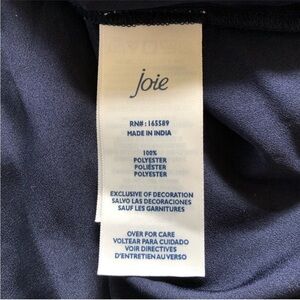 joie
RN#: 165589
MADE IN INDIA
100%
POLYESTER
POLIÉSTER
POLYESTER
EXCLUSIVE OF DECORATION
SALVO LAS DECORACIONES
SAUF LES GARNITURES
OVER FOR CARE
VOLTEAR PARA CUIDADO
VOIR DIRECTIVES
D'ENTRETIEN AU VERSO